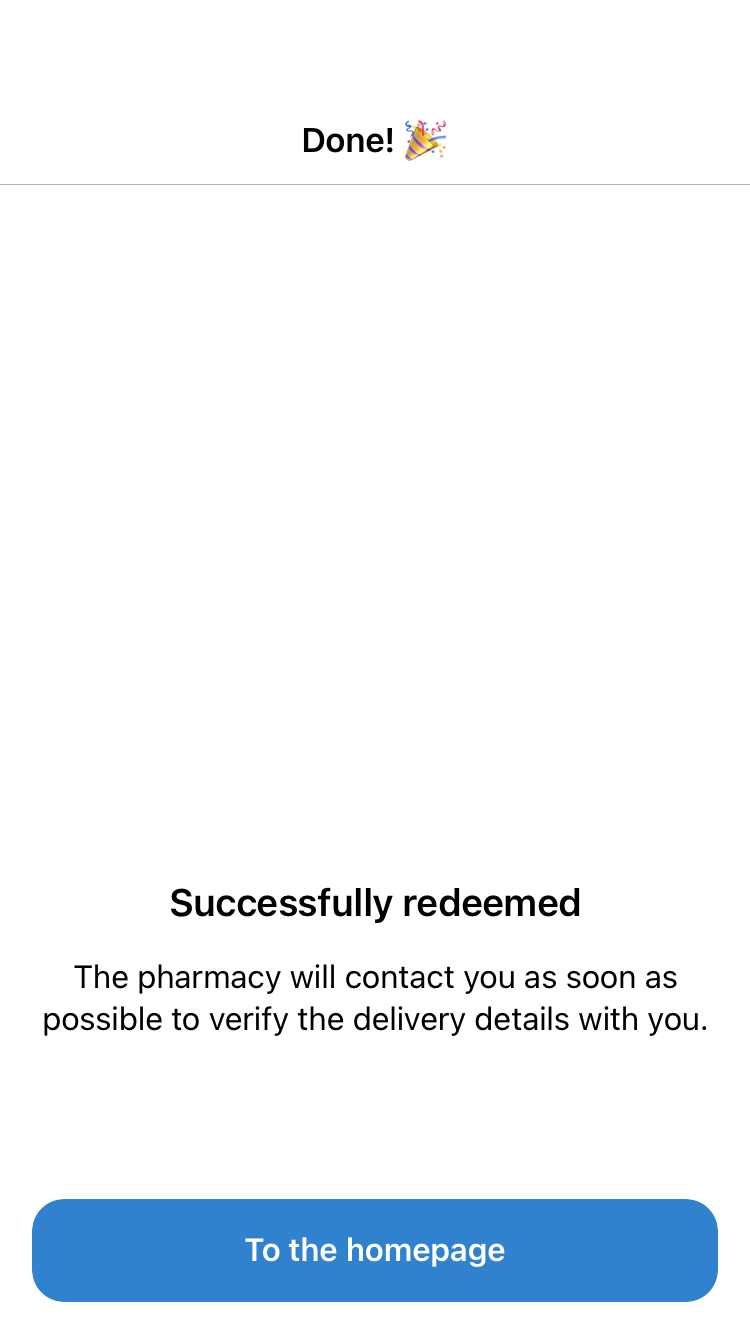 Done! 🎉
Successfully redeemed
The pharmacy will contact you as soon as
possible to verify the delivery details with you.
To the homepage